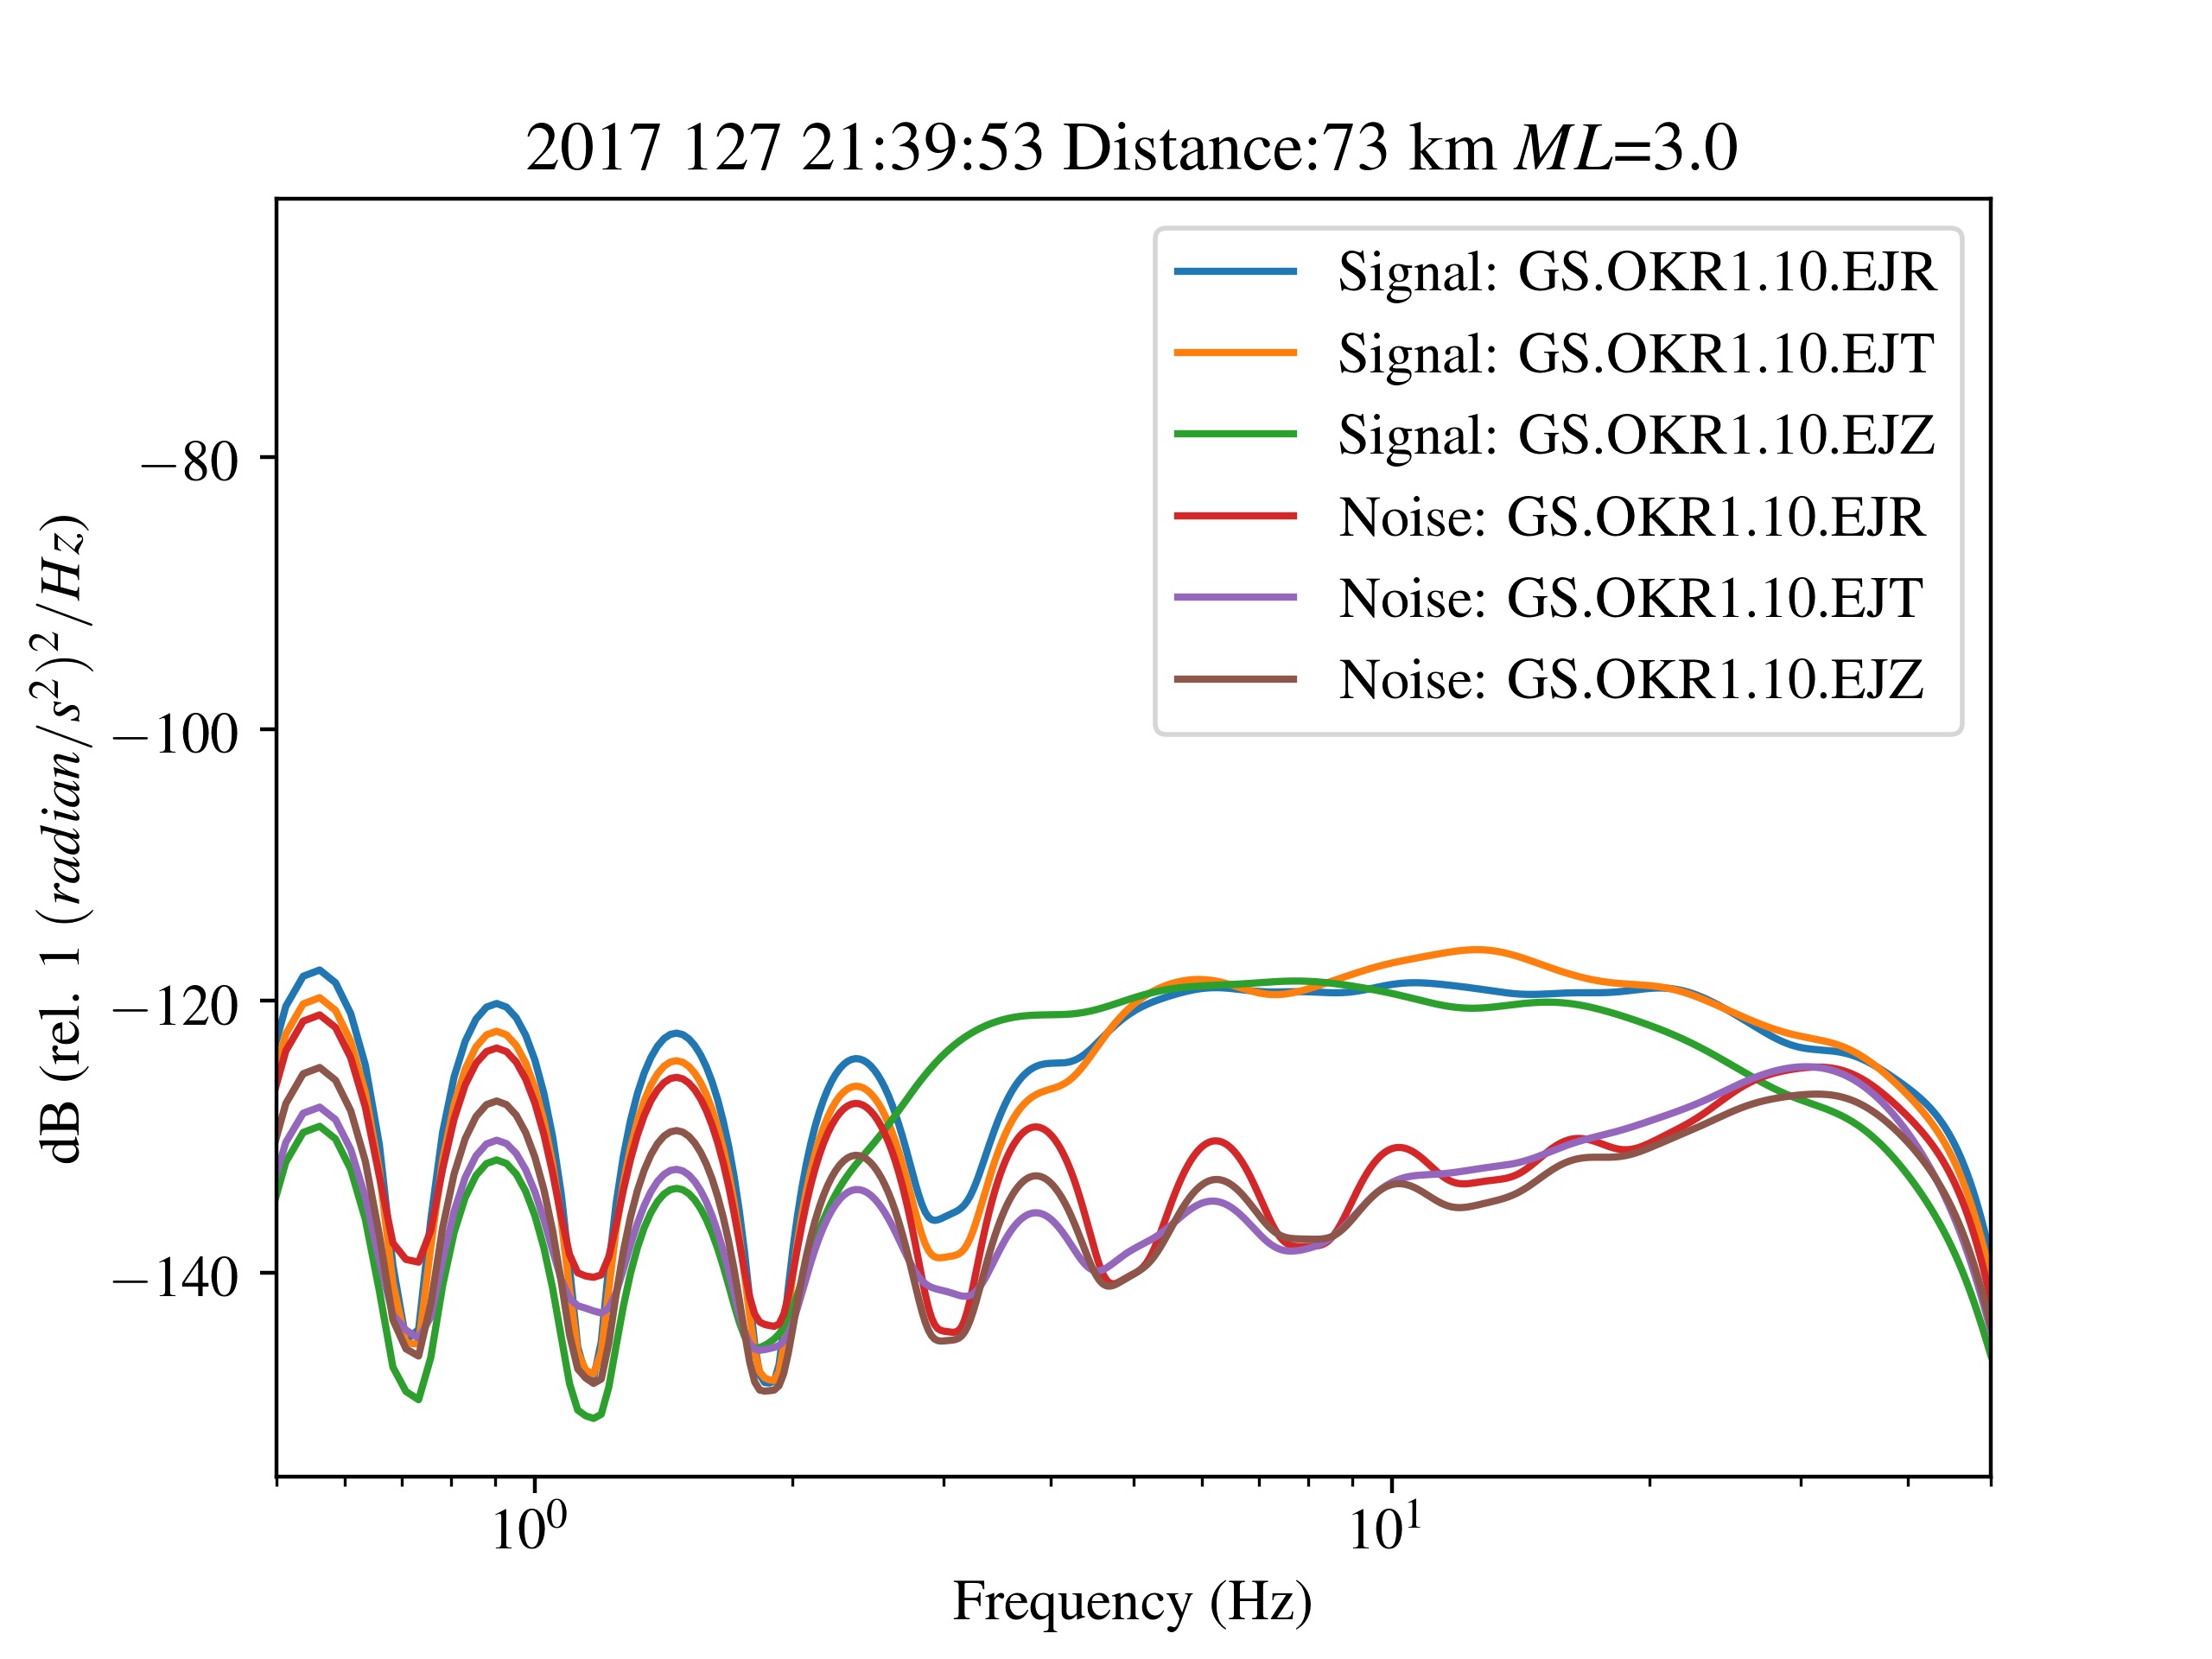 2017 127 21:39:53 Distance:73 km ML=3.0
Signal: GS.OKR1.10.EJR
Signal: GS.OKR1.10.EJT
Signal: GS.OKR1.10.EJZ
Noise: GS.OKR1.10.EJR
Noise: GS.OKR1.10.EJT
Noise: GS.OKR1.10.EJZ
dB (rel. 1 (radian/s²)²/Hz)
−80
−100
−120
−140
10⁰ 10¹
Frequency (Hz)